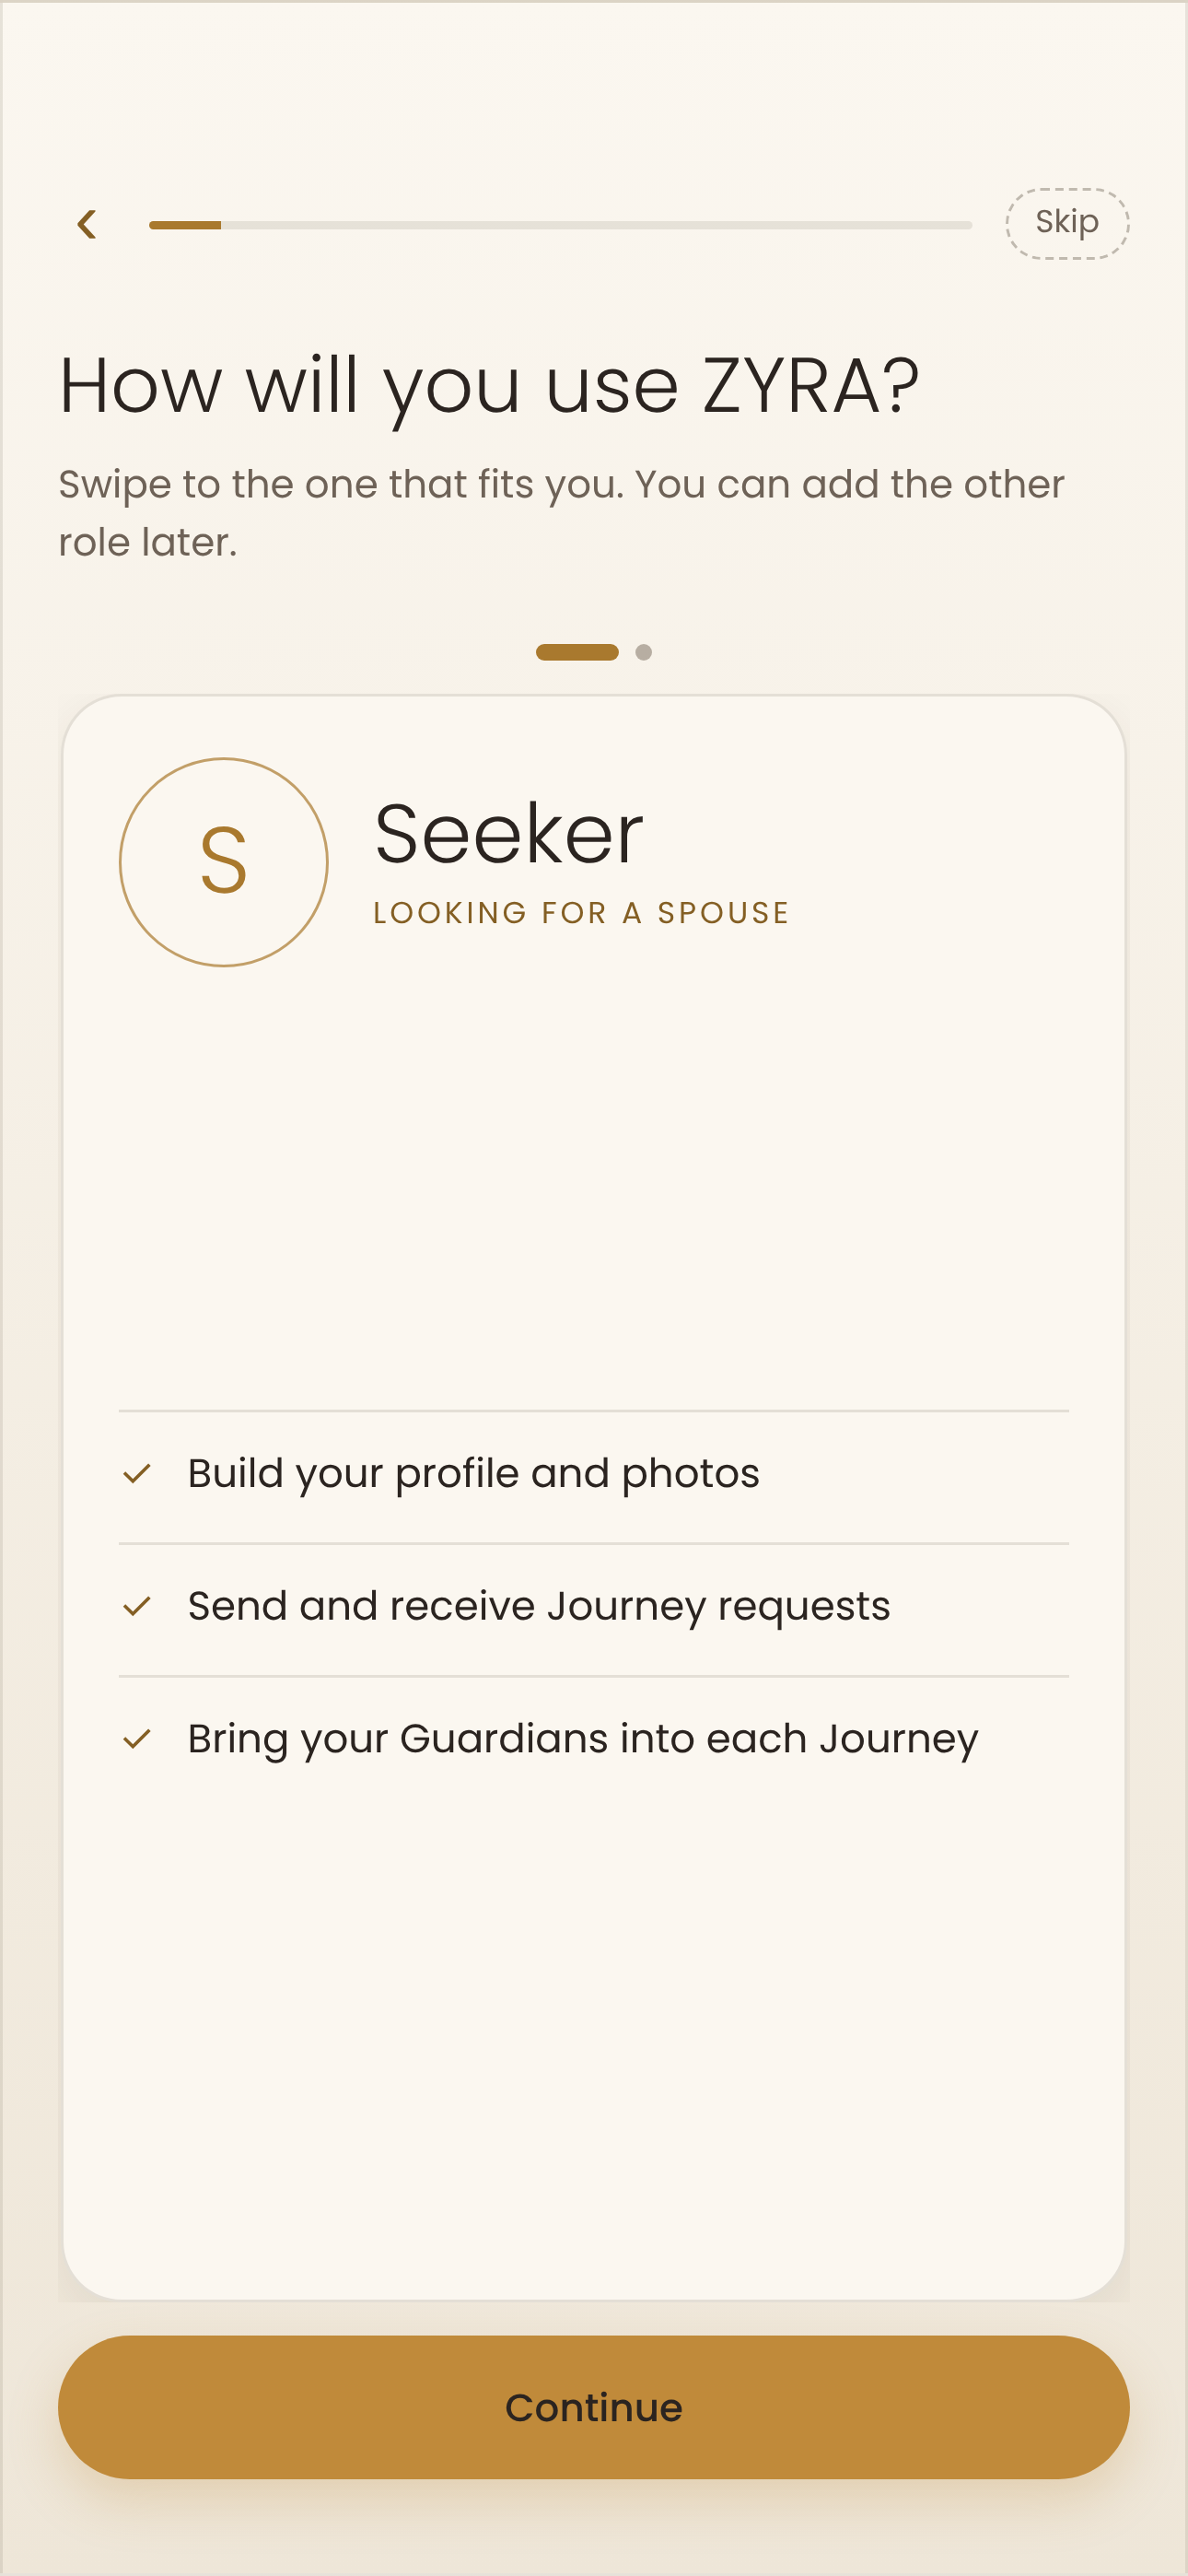 Skip
How will you use ZYRA?
Swipe to the one that fits you. You can add the other
role later.
S
Seeker
LOOKING FOR A SPOUSE
Build your profile and photos
Send and receive Journey requests
Bring your Guardians into each Journey
Continue